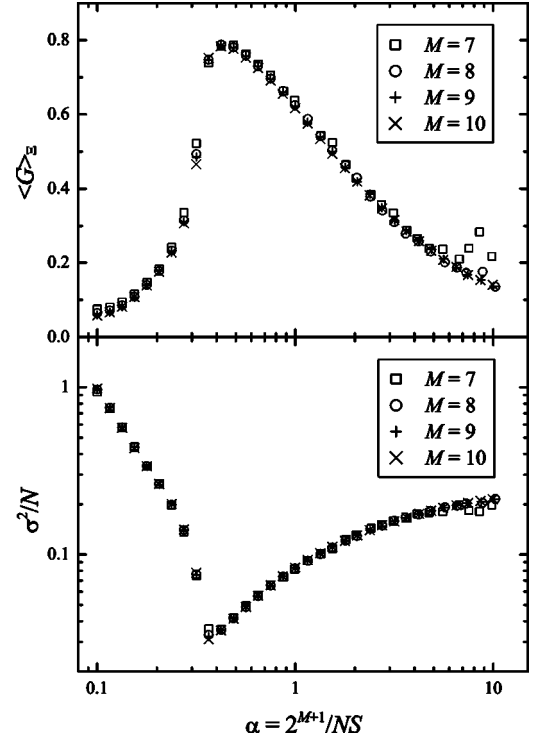 0.8
0.6
0.4
0.2
0.0
<G>Ξ
M = 7
M = 8
M = 9
M = 10
1
0.1
σ²/N
M = 7
M = 8
M = 9
M = 10
0.1 1 10
α = 2^{M+1}/NS